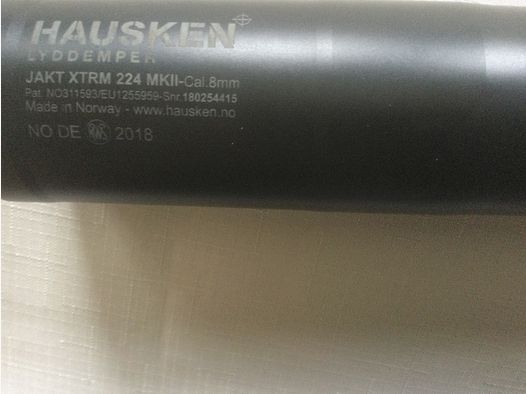 HAUSKEN
LYDDEMPER
JAKT XTRM 224 MKII-Cal.8mm
Pat. NO311593/EU1255959-Snr.180254415
Made in Norway - www.hausken.no
NO DE 2018